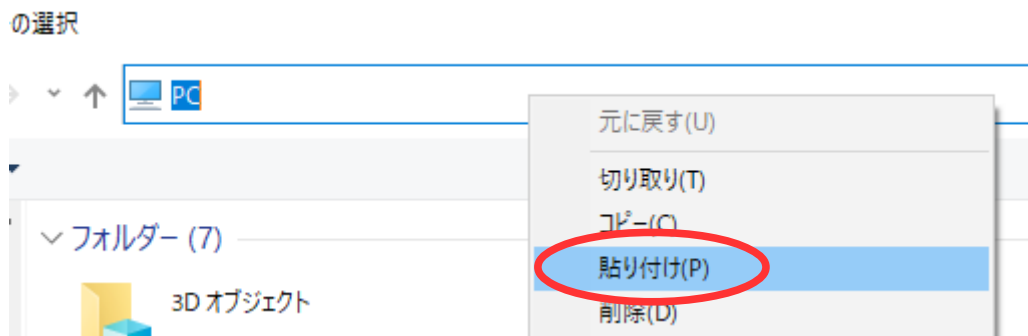 の選択
PC
元に戻す(U)
切り取り(T)
コピー(C)
貼り付け(P)
削除(D)
フォルダー (7)
3D オブジェクト